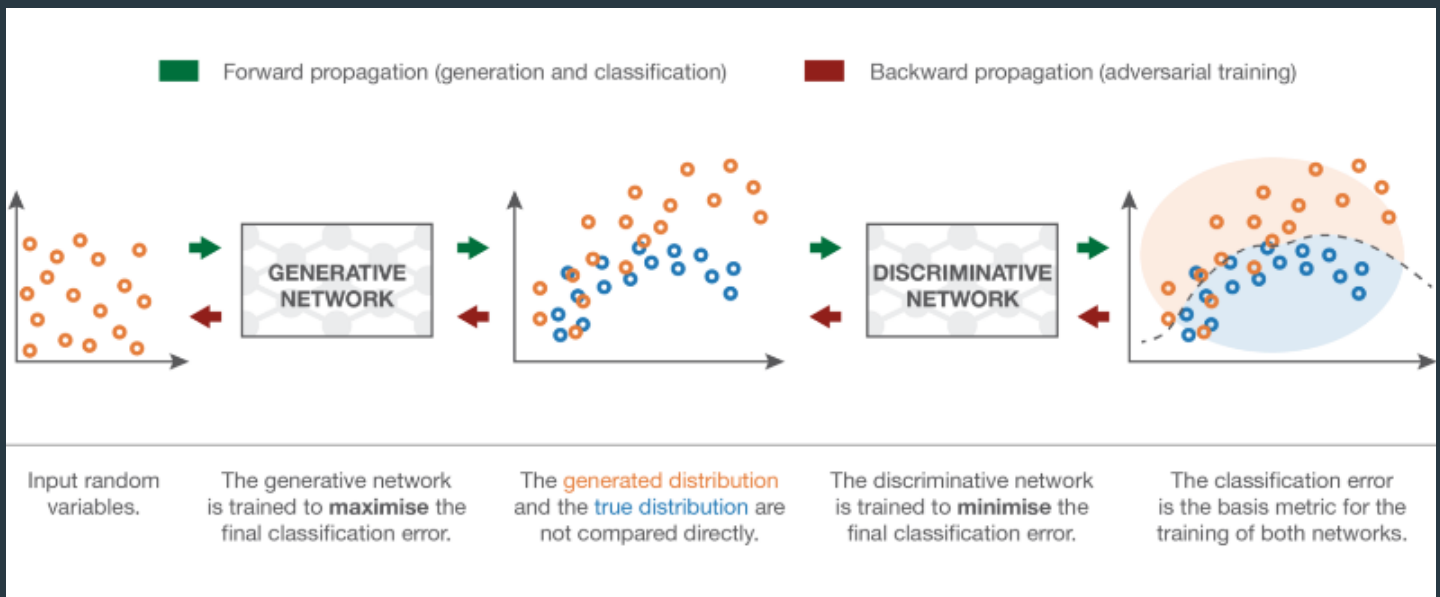 Forward propagation (generation and classification)
Backward propagation (adversarial training)
GENERATIVE
NETWORK
DISCRIMINATIVE
NETWORK
Input random
variables.
The generative network
is trained to maximise the
final classification error.
The generated distribution
and the true distribution are
not compared directly.
The discriminative network
is trained to minimise the
final classification error.
The classification error
is the basis metric for the
training of both networks.